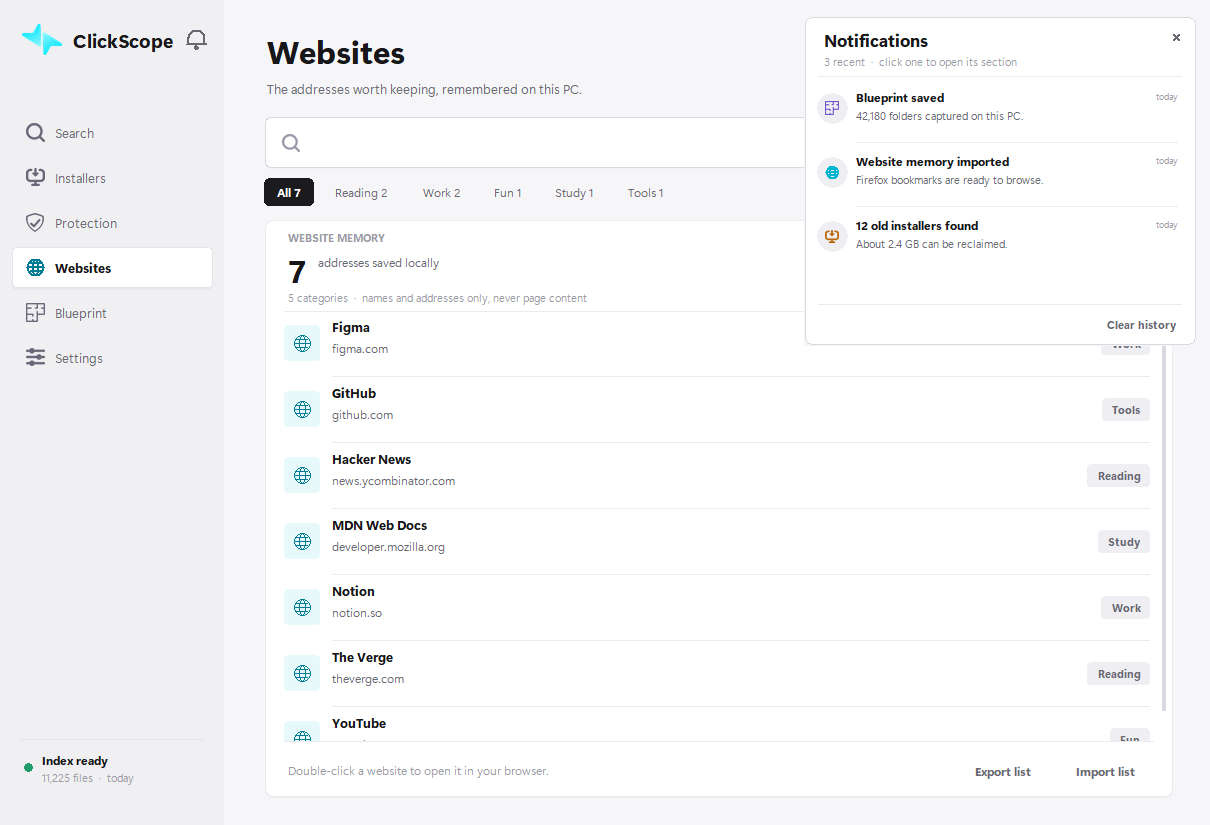 ClickScope
Search
Installers
Protection
Websites
Blueprint
Settings
Index ready
11,225 files · today
Websites
The addresses worth keeping, remembered on this PC.
All 7
Reading 2
Work 2
Fun 1
Study 1
Tools 1
WEBSITE MEMORY
7 addresses saved locally
5 categories · names and addresses only, never page content
Figma
figma.com
Work
GitHub
github.com
Tools
Hacker News
news.ycombinator.com
Reading
MDN Web Docs
developer.mozilla.org
Study
Notion
notion.so
Work
The Verge
theverge.com
Reading
YouTube
Fun
Double-click a website to open it in your browser.
Export list
Import list
Notifications
3 recent · click one to open its section
Blueprint saved
today
42,180 folders captured on this PC.
Website memory imported
today
Firefox bookmarks are ready to browse.
12 old installers found
today
About 2.4 GB can be reclaimed.
Clear history